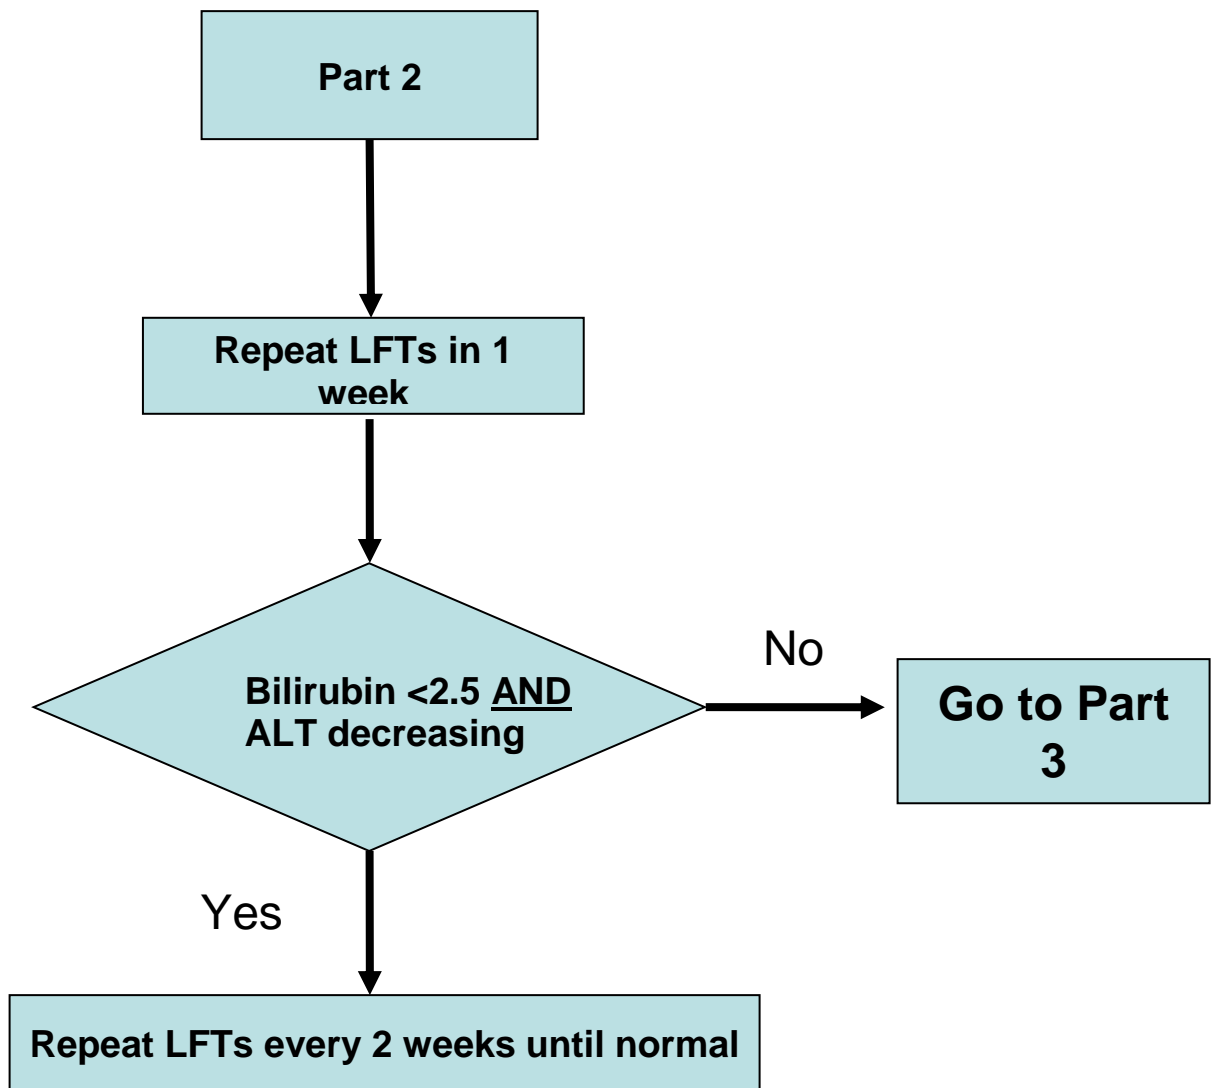 Part 2
Repeat LFTs in 1
week
Bilirubin <2.5 AND
ALT decreasing
No
Go to Part
3
Yes
Repeat LFTs every 2 weeks until normal